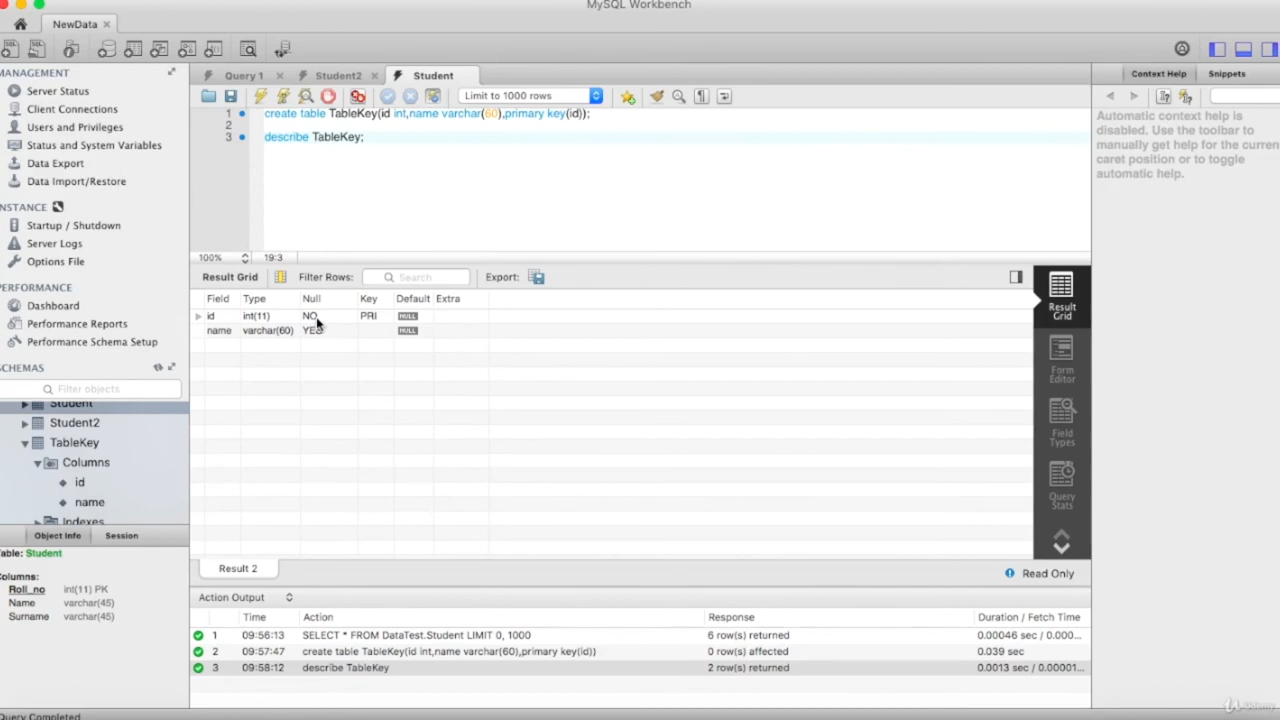 MySQL Workbench
NewData
MANAGEMENT
Server Status
Client Connections
Users and Privileges
Status and System Variables
Data Export
Data Import/Restore
NSTANCE
Startup / Shutdown
Server Logs
Options File
PERFORMANCE
Dashboard
Performance Reports
Performance Schema Setup
SCHEMAS
Filter objects
Student
Student2
TableKey
Columns
id
name
Indexes
Object Info Session
able: Student
Columns:
Roll_no int(11) PK
Name varchar(45)
Surname varchar(45)
Query Completed
Query 1 Student2 Student
Limit to 1000 rows
1 create table TableKey(id int,name varchar(60),primary key(id));
2
3 describe TableKey;
100% 19:3
Result Grid Filter Rows: Search Export:
Field Type Null Key Default Extra
id int(11) NO PRI NULL
name varchar(60) YES NULL
Result Grid
Form Editor
Field Types
Query Stats
Result 2 Read Only
Action Output
Time Action Response Duration / Fetch Time
1 09:56:13 SELECT * FROM DataTest.Student LIMIT 0, 1000 6 row(s) returned 0.00046 sec / 0.000...
2 09:57:47 create table TableKey(id int,name varchar(60),primary key(id)) 0 row(s) affected 0.039 sec
3 09:58:12 describe TableKey 2 row(s) returned 0.0013 sec / 0.00001...
Context Help Snippets
Automatic context help is
disabled. Use the toolbar to
manually get help for the curren
caret position or to toggle
automatic help.
Udemy